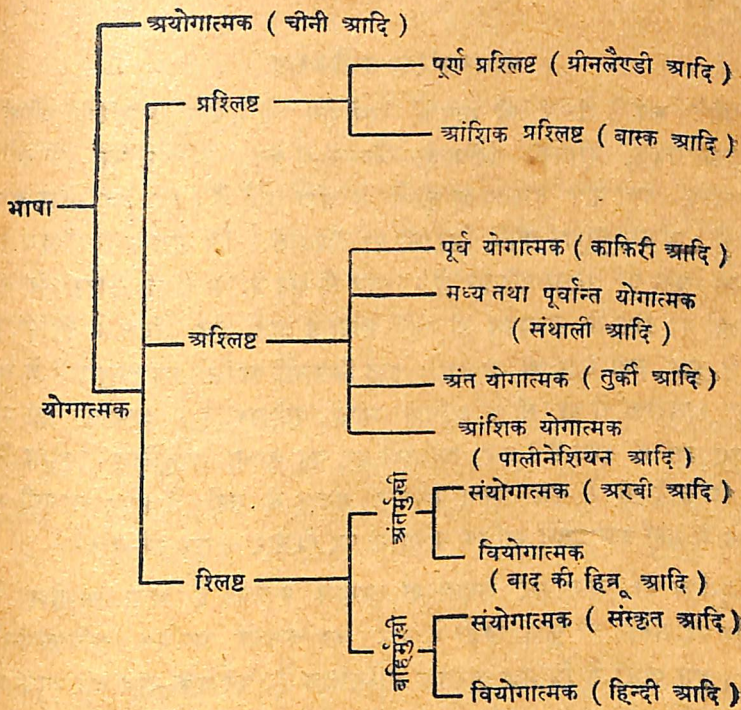 अयोगात्मक ( चीनी आदि )
पूर्ण प्रश्लिष्ट ( ग्रीनलैण्डी आदि )
प्रश्लिष्ट
आंशिक प्रश्लिष्ट ( बास्क आदि )
भाषा
पूर्व योगात्मक ( काफ़िरी आदि )
मध्य तथा पूर्वान्त योगात्मक
( संथाली आदि )
अश्लिष्ट
अंत योगात्मक ( तुर्की आदि )
योगात्मक
आंशिक योगात्मक
( पालीनेशियन आदि )
अंतर्मुखी
संयोगात्मक ( अरबी आदि )
वियोगात्मक
( बाद की हिब्रू आदि )
श्लिष्ट
बहिर्मुखी
संयोगात्मक ( संस्कृत आदि )
वियोगात्मक ( हिन्दी आदि )